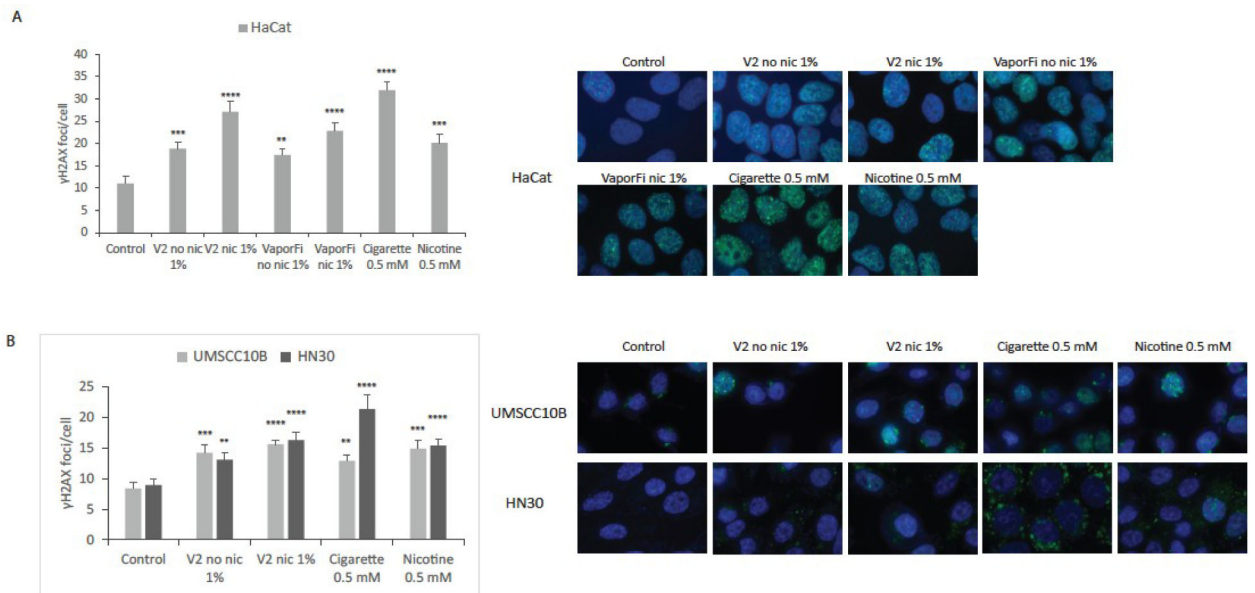 A
HaCat
γH2AX foci/cell
40
35
30
25
20
15
10
5
0
***
****
**
****
****
***
Control
V2 no nic 1%
V2 nic 1%
VaporFi no nic 1%
VaporFi nic 1%
Cigarette 0.5 mM
Nicotine 0.5 mM
HaCat
Control
V2 no nic 1%
V2 nic 1%
VaporFi no nic 1%
VaporFi nic 1%
Cigarette 0.5 mM
Nicotine 0.5 mM
B
UMSCC10B
HN30
γH2AX foci/cell
25
20
15
10
5
0
***
**
****
****
**
****
***
****
Control
V2 no nic 1%
V2 nic 1%
Cigarette 0.5 mM
Nicotine 0.5 mM
Control
V2 no nic 1%
V2 nic 1%
Cigarette 0.5 mM
Nicotine 0.5 mM
UMSCC10B
HN30